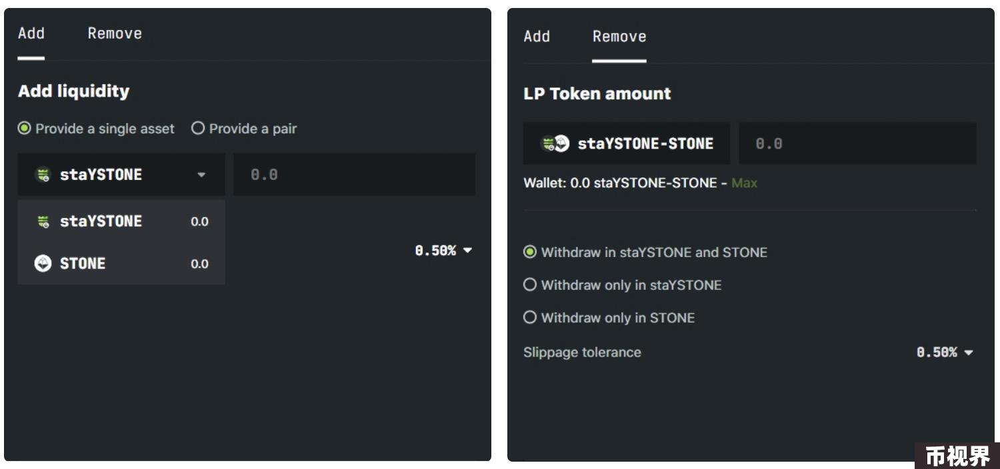 Add Remove
Add liquidity
Provide a single asset Provide a pair
staYSTONE 0.0
staYSTONE 0.0
STONE 0.0
0.50%
Add Remove
LP Token amount
staYSTONE-STONE 0.0
Wallet: 0.0 staYSTONE-STONE - Max
Withdraw in staYSTONE and STONE
Withdraw only in staYSTONE
Withdraw only in STONE
Slippage tolerance 0.50%
币视界